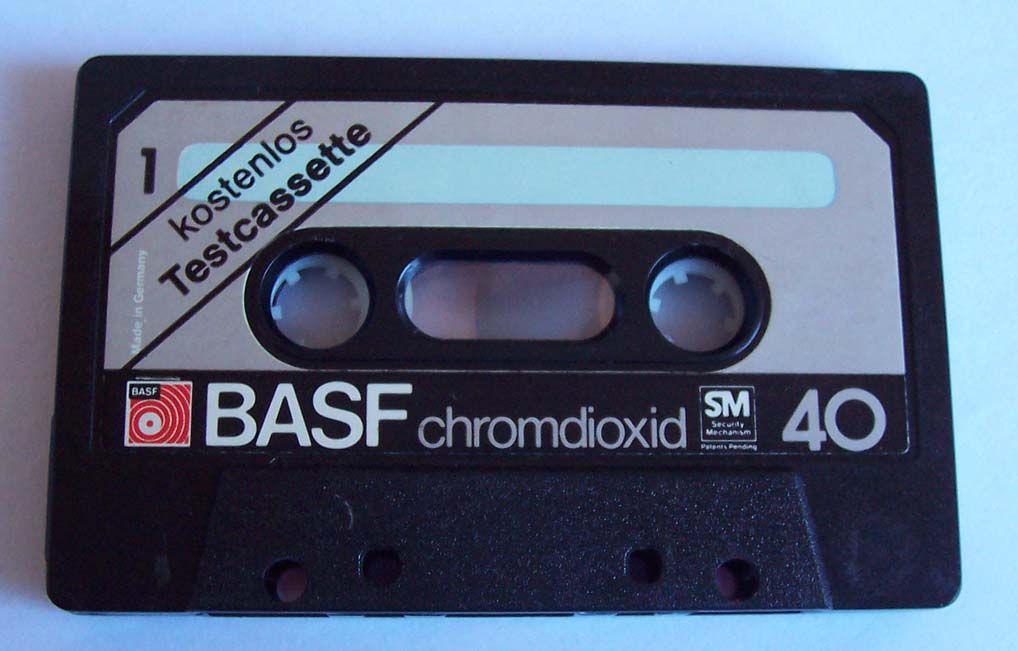 1
kostenlos
Testcassette
Made in Germany
BASF
BASF chromdioxid
SM
Security
Mechanism
Patents Pending
40